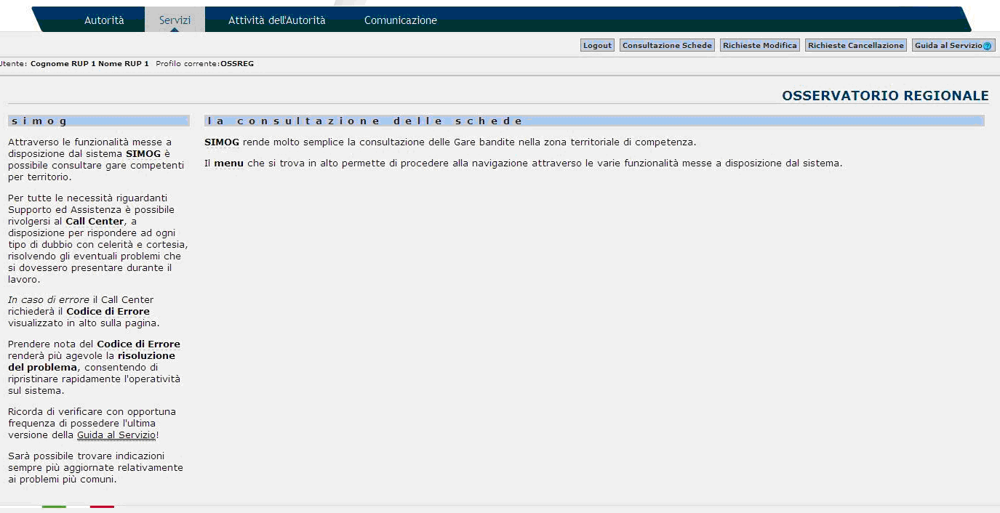 Autorità Servizi Attività dell'Autorità Comunicazione
Logout Consultazione Schede Richieste Modifica Richieste Cancellazione Guida al Servizio
Utente: Cognome RUP 1 Nome RUP 1 Profilo corrente:OSSREG
OSSERVATORIO REGIONALE
simog
Attraverso le funzionalità messe a
disposizione dal sistema SIMOG è
possibile consultare gare competenti
per territorio.
Per tutte le necessità riguardanti
Supporto ed Assistenza è possibile
rivolgersi al Call Center, a
disposizione per rispondere ad ogni
tipo di dubbio con celerità e cortesia,
risolvendo gli eventuali problemi che
si dovessero presentare durante il
lavoro.
In caso di errore il Call Center
richiederà il Codice di Errore
visualizzato in alto sulla pagina.
Prendere nota del Codice di Errore
renderà più agevole la risoluzione
del problema, consentendo di
ripristinare rapidamente l'operatività
sul sistema.
Ricorda di verificare con opportuna
frequenza di possedere l'ultima
versione della Guida al Servizio!
Sarà possibile trovare indicazioni
sempre più aggiornate relativamente
ai problemi più comuni.
la consultazione delle schede
SIMOG rende molto semplice la consultazione delle Gare bandite nella zona territoriale di competenza.
Il menu che si trova in alto permette di procedere alla navigazione attraverso le varie funzionalità messe a disposizione dal sistema.